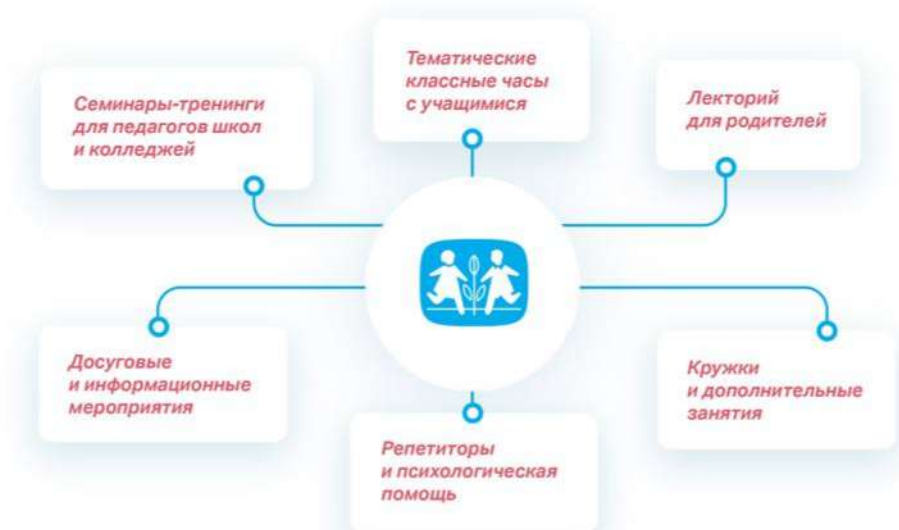 Тематические
классные часы
с учащимися
Семинары-тренинги
для педагогов школ
и колледжей
Лекторий
для родителей
Досуговые
и информационные
мероприятия
Кружки
и дополнительные
занятия
Репетиторы
и психологическая
помощь